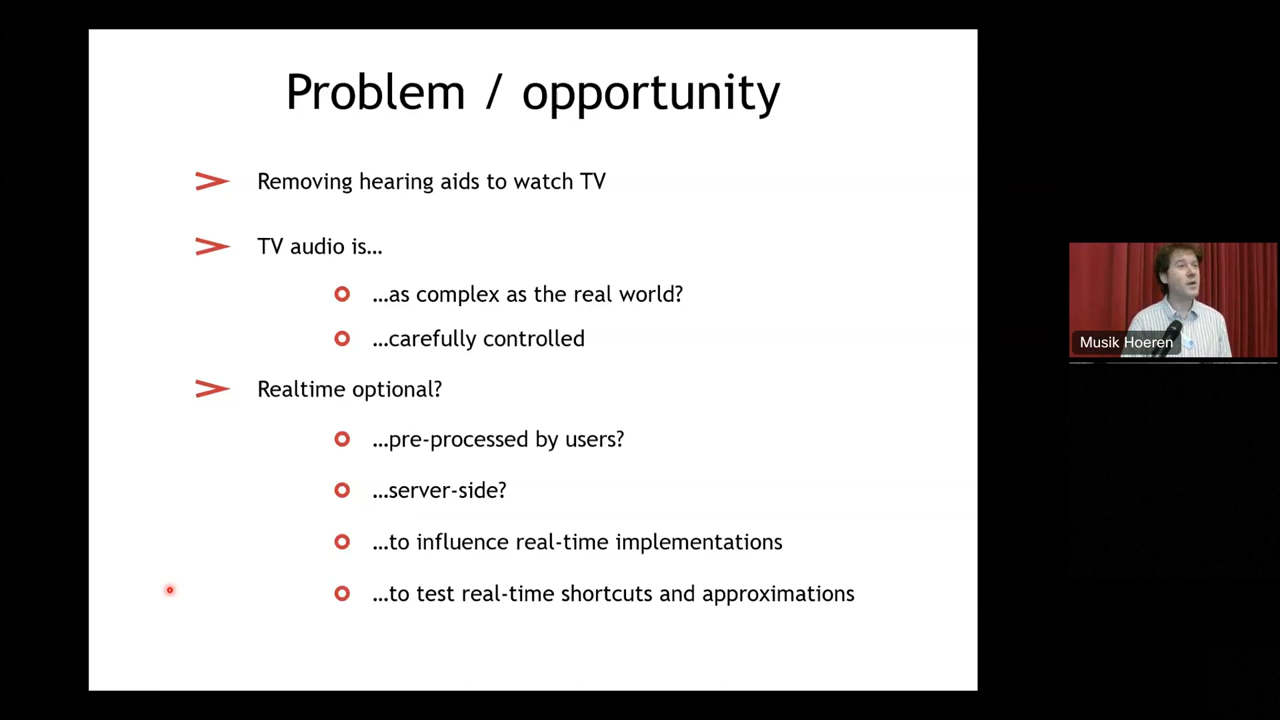 Problem / opportunity
Removing hearing aids to watch TV
TV audio is…
…as complex as the real world?
…carefully controlled
Realtime optional?
…pre-processed by users?
…server-side?
…to influence real-time implementations
…to test real-time shortcuts and approximations
Musik Hoeren